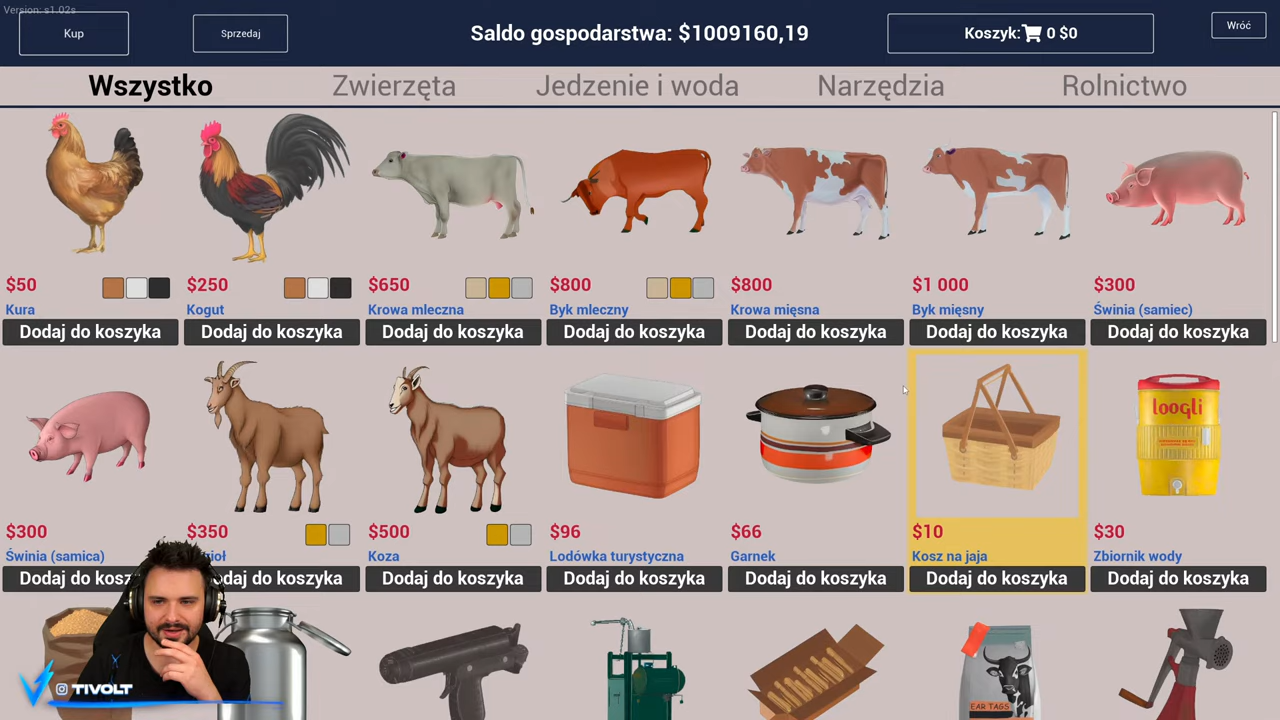 Version: s1.02s
Kup
Sprzedaj
Saldo gospodarstwa: $1009160,19
Koszyk: 0 $0
Wróć
Wszystko
Zwierzęta
Jedzenie i woda
Narzędzia
Rolnictwo
$50
Kura
Dodaj do koszyka
$250
Kogut
Dodaj do koszyka
$650
Krowa mleczna
Dodaj do koszyka
$800
Byk mleczny
Dodaj do koszyka
$800
Krowa mięsna
Dodaj do koszyka
$1 000
Byk mięsny
Dodaj do koszyka
$300
Świnia (samiec)
Dodaj do koszyka
$300
Świnia (samica)
Dodaj do kosz
$350
Dodaj do koszyka
$500
Koza
Dodaj do koszyka
$96
Lodówka turystyczna
Dodaj do koszyka
$66
Garnek
Dodaj do koszyka
$10
Kosz na jaja
Dodaj do koszyka
loogli
$30
Zbiornik wody
Dodaj do koszyka
EAR TAGS
TIVOLT